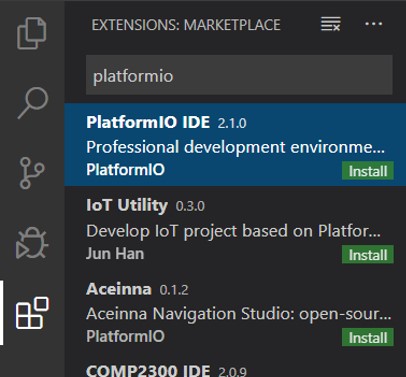 EXTENSIONS: MARKETPLACE
platformio
PlatformIO IDE 2.1.0
Professional development environme...
PlatformIO Install
IoT Utility 0.3.0
Develop IoT project based on Platfor...
Jun Han Install
Aceinna 0.1.2
Aceinna Navigation Studio: open-sour...
PlatformIO Install
COMP2300 IDE 2.0.9